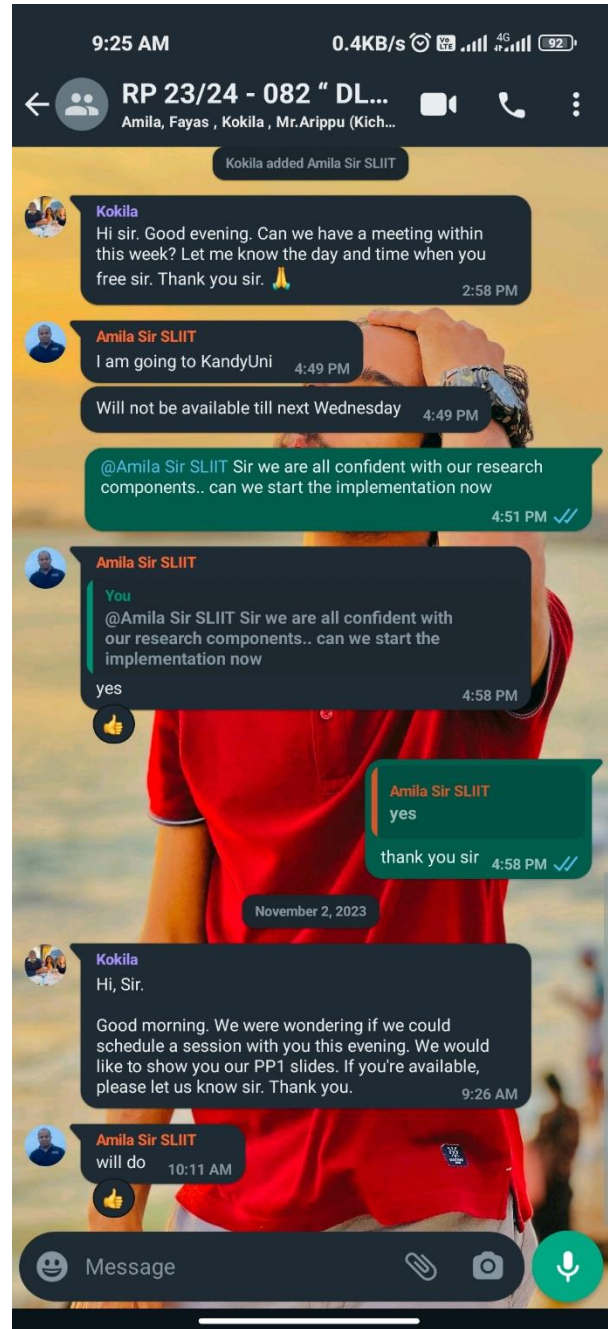 9:25 AM 0.4KB/s Vo LTE 4G 92
RP 23/24 - 082 “ DL...
Amila, Fayas , Kokila , Mr.Arippu (Kich...
Kokila added Amila Sir SLIIT
Kokila
Hi sir. Good evening. Can we have a meeting within
this week? Let me know the day and time when you
free sir. Thank you sir. 🙏
2:58 PM
Amila Sir SLIIT
I am going to KandyUni 4:49 PM
Will not be available till next Wednesday 4:49 PM
@Amila Sir SLIIT Sir we are all confident with our research
components.. can we start the implementation now
4:51 PM
Amila Sir SLIIT
You
@Amila Sir SLIIT Sir we are all confident with
our research components.. can we start the
implementation now
yes 4:58 PM
👍
Amila Sir SLIIT
yes
thank you sir 4:58 PM
November 2, 2023
Kokila
Hi, Sir.
Good morning. We were wondering if we could
schedule a session with you this evening. We would
like to show you our PP1 slides. If you're available,
please let us know sir. Thank you.
9:26 AM
Amila Sir SLIIT
will do 10:11 AM
👍
Message